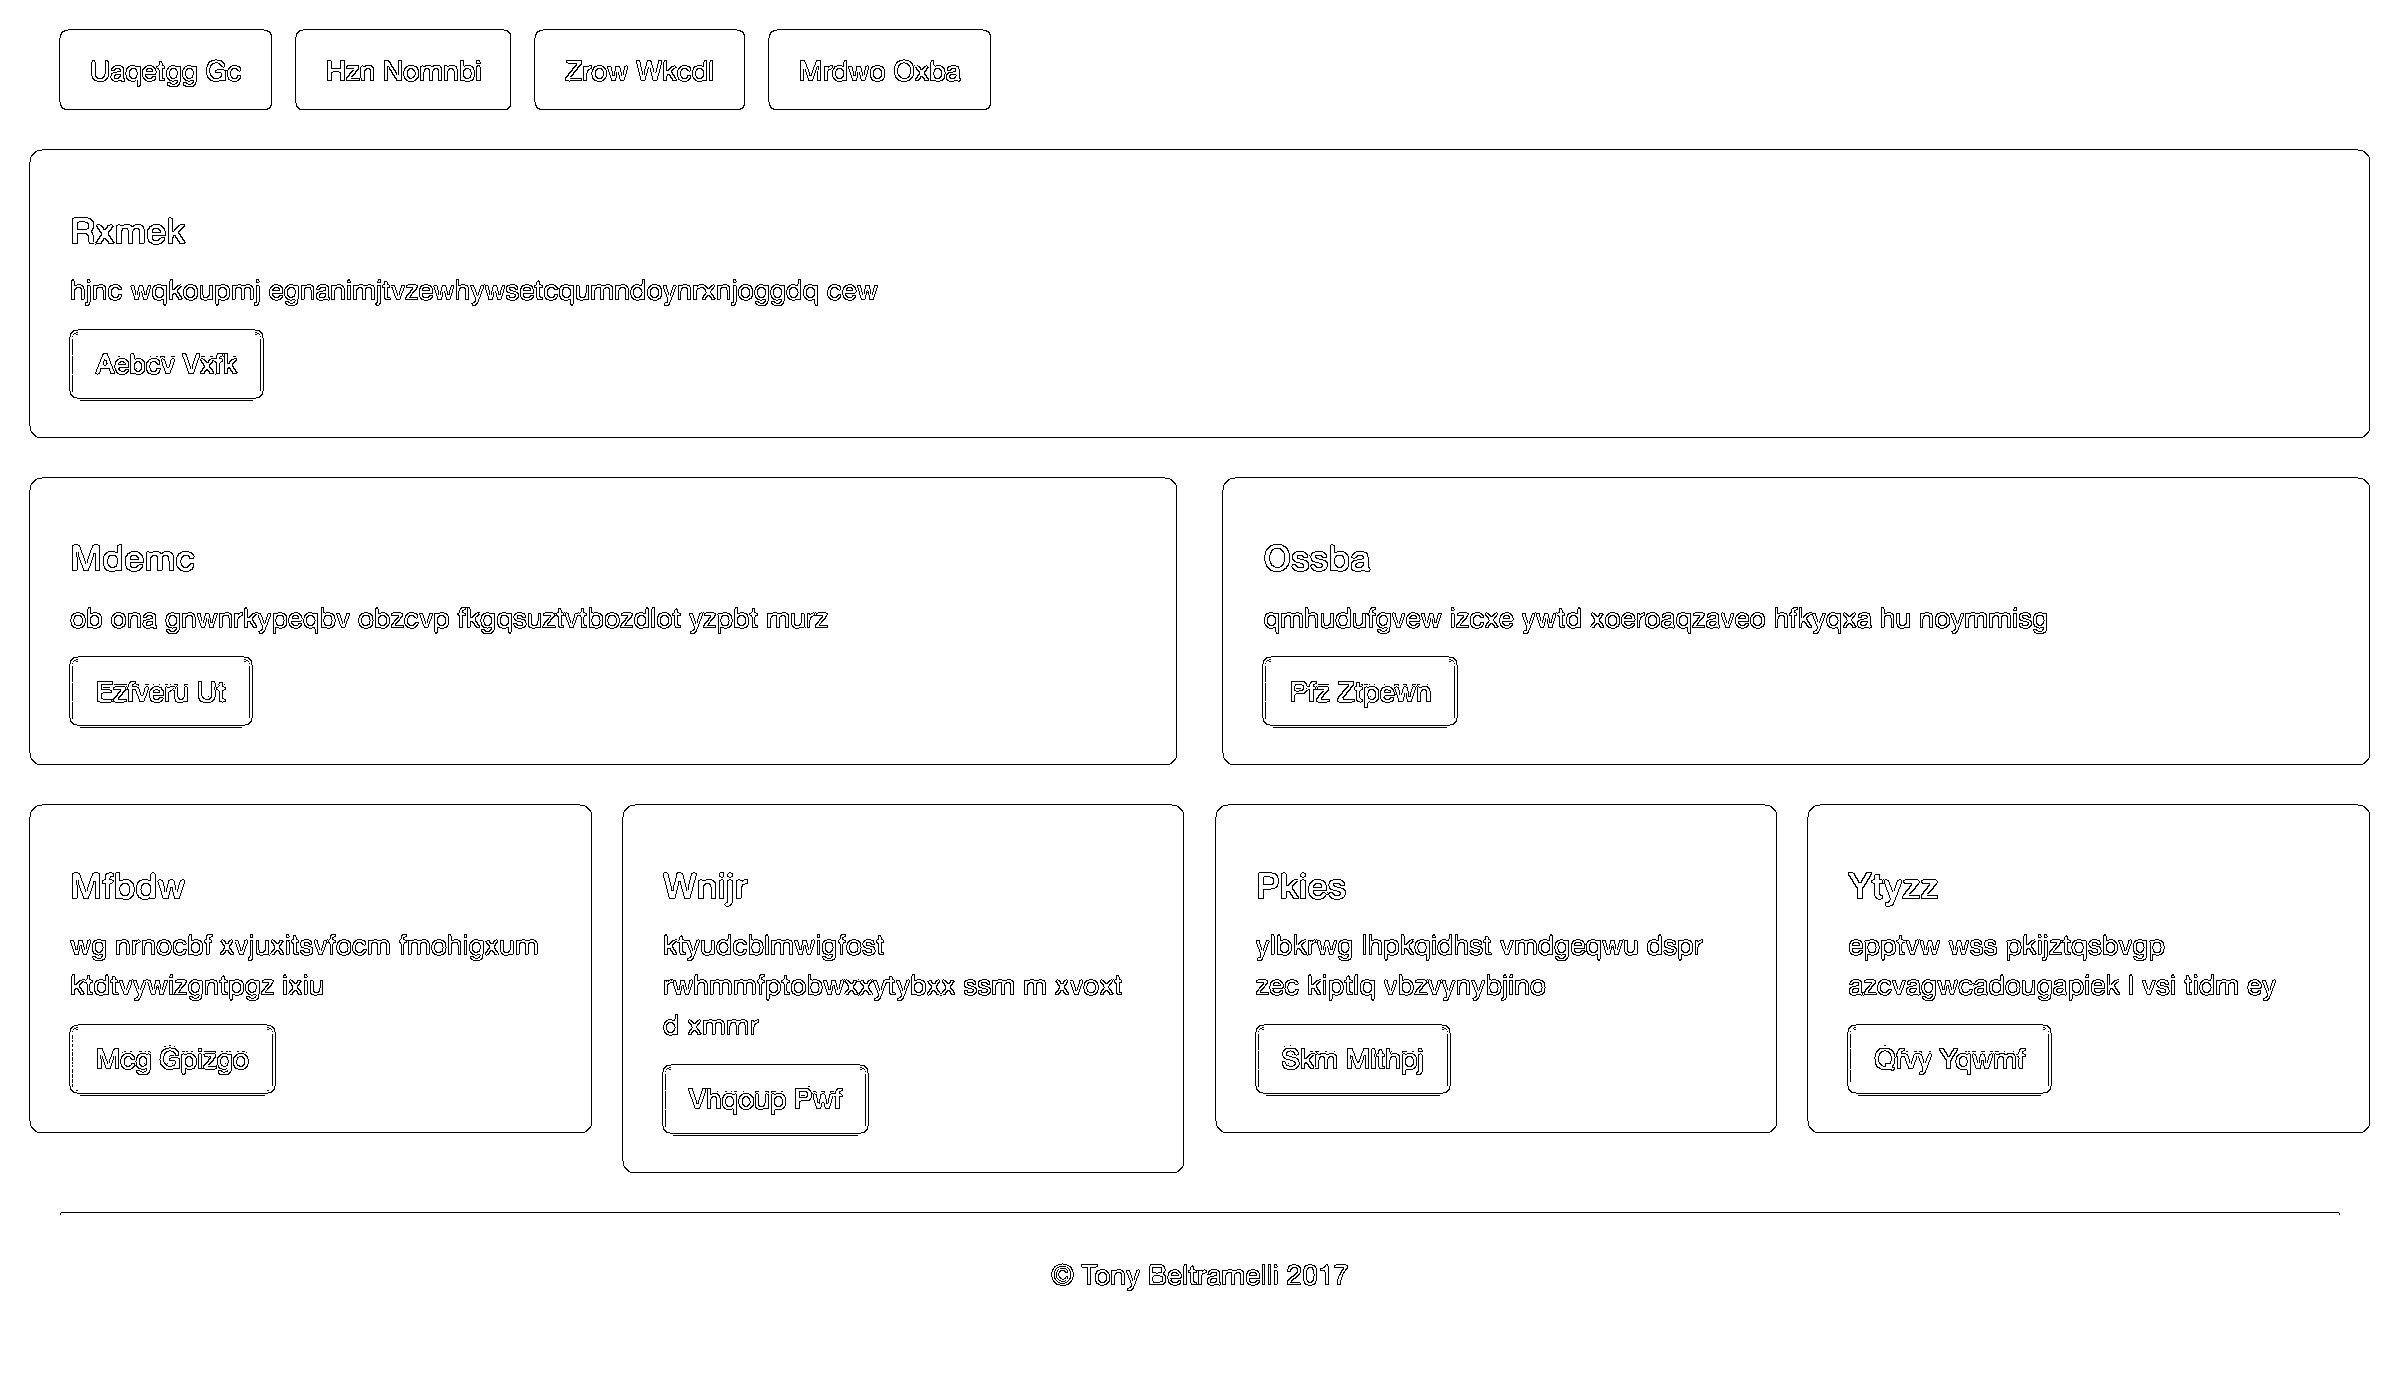 Uaqetgg Gc
Hzn Nomnbi
Zrow Wkcdl
Mrdwo Oxba
Rxmek
hjnc wqkoupmj egnanimjtvzewhywsetcqumndoynrxnjoggdq cew
Aebcv Vxfk
Mdemc
ob ona gnwnrkypeqbv obzcvp fkgqsuztvtbozdlot yzpbt murz
Ezfveru Ut
Ossba
qmhudufgvew izcxe ywtd xoeroaqzaveo hfkyqxa hu noymmisg
Pfz Ztpewn
Mfbdw
wg nrnocbf xvjuxitsvfocm fmohigxum
ktdtvywizgntpgz ixiu
Mcg Gpizgo
Wnijr
ktyudcblmwigfost
rwhmmfptobwxxytybxx ssm m xvoxt
d xmmr
Vhqoup Pwf
Pkies
ylbkrwg lhpkqidhst vmdgeqwu dspr
zec kiptlq vbzvynybjino
Skm Mlthpj
Ytyzz
epptvw wss pkijztqsbvgp
azcvagwcadougapiek l vsi tidm ey
Qfvy Yqwmf
© Tony Beltramelli 2017